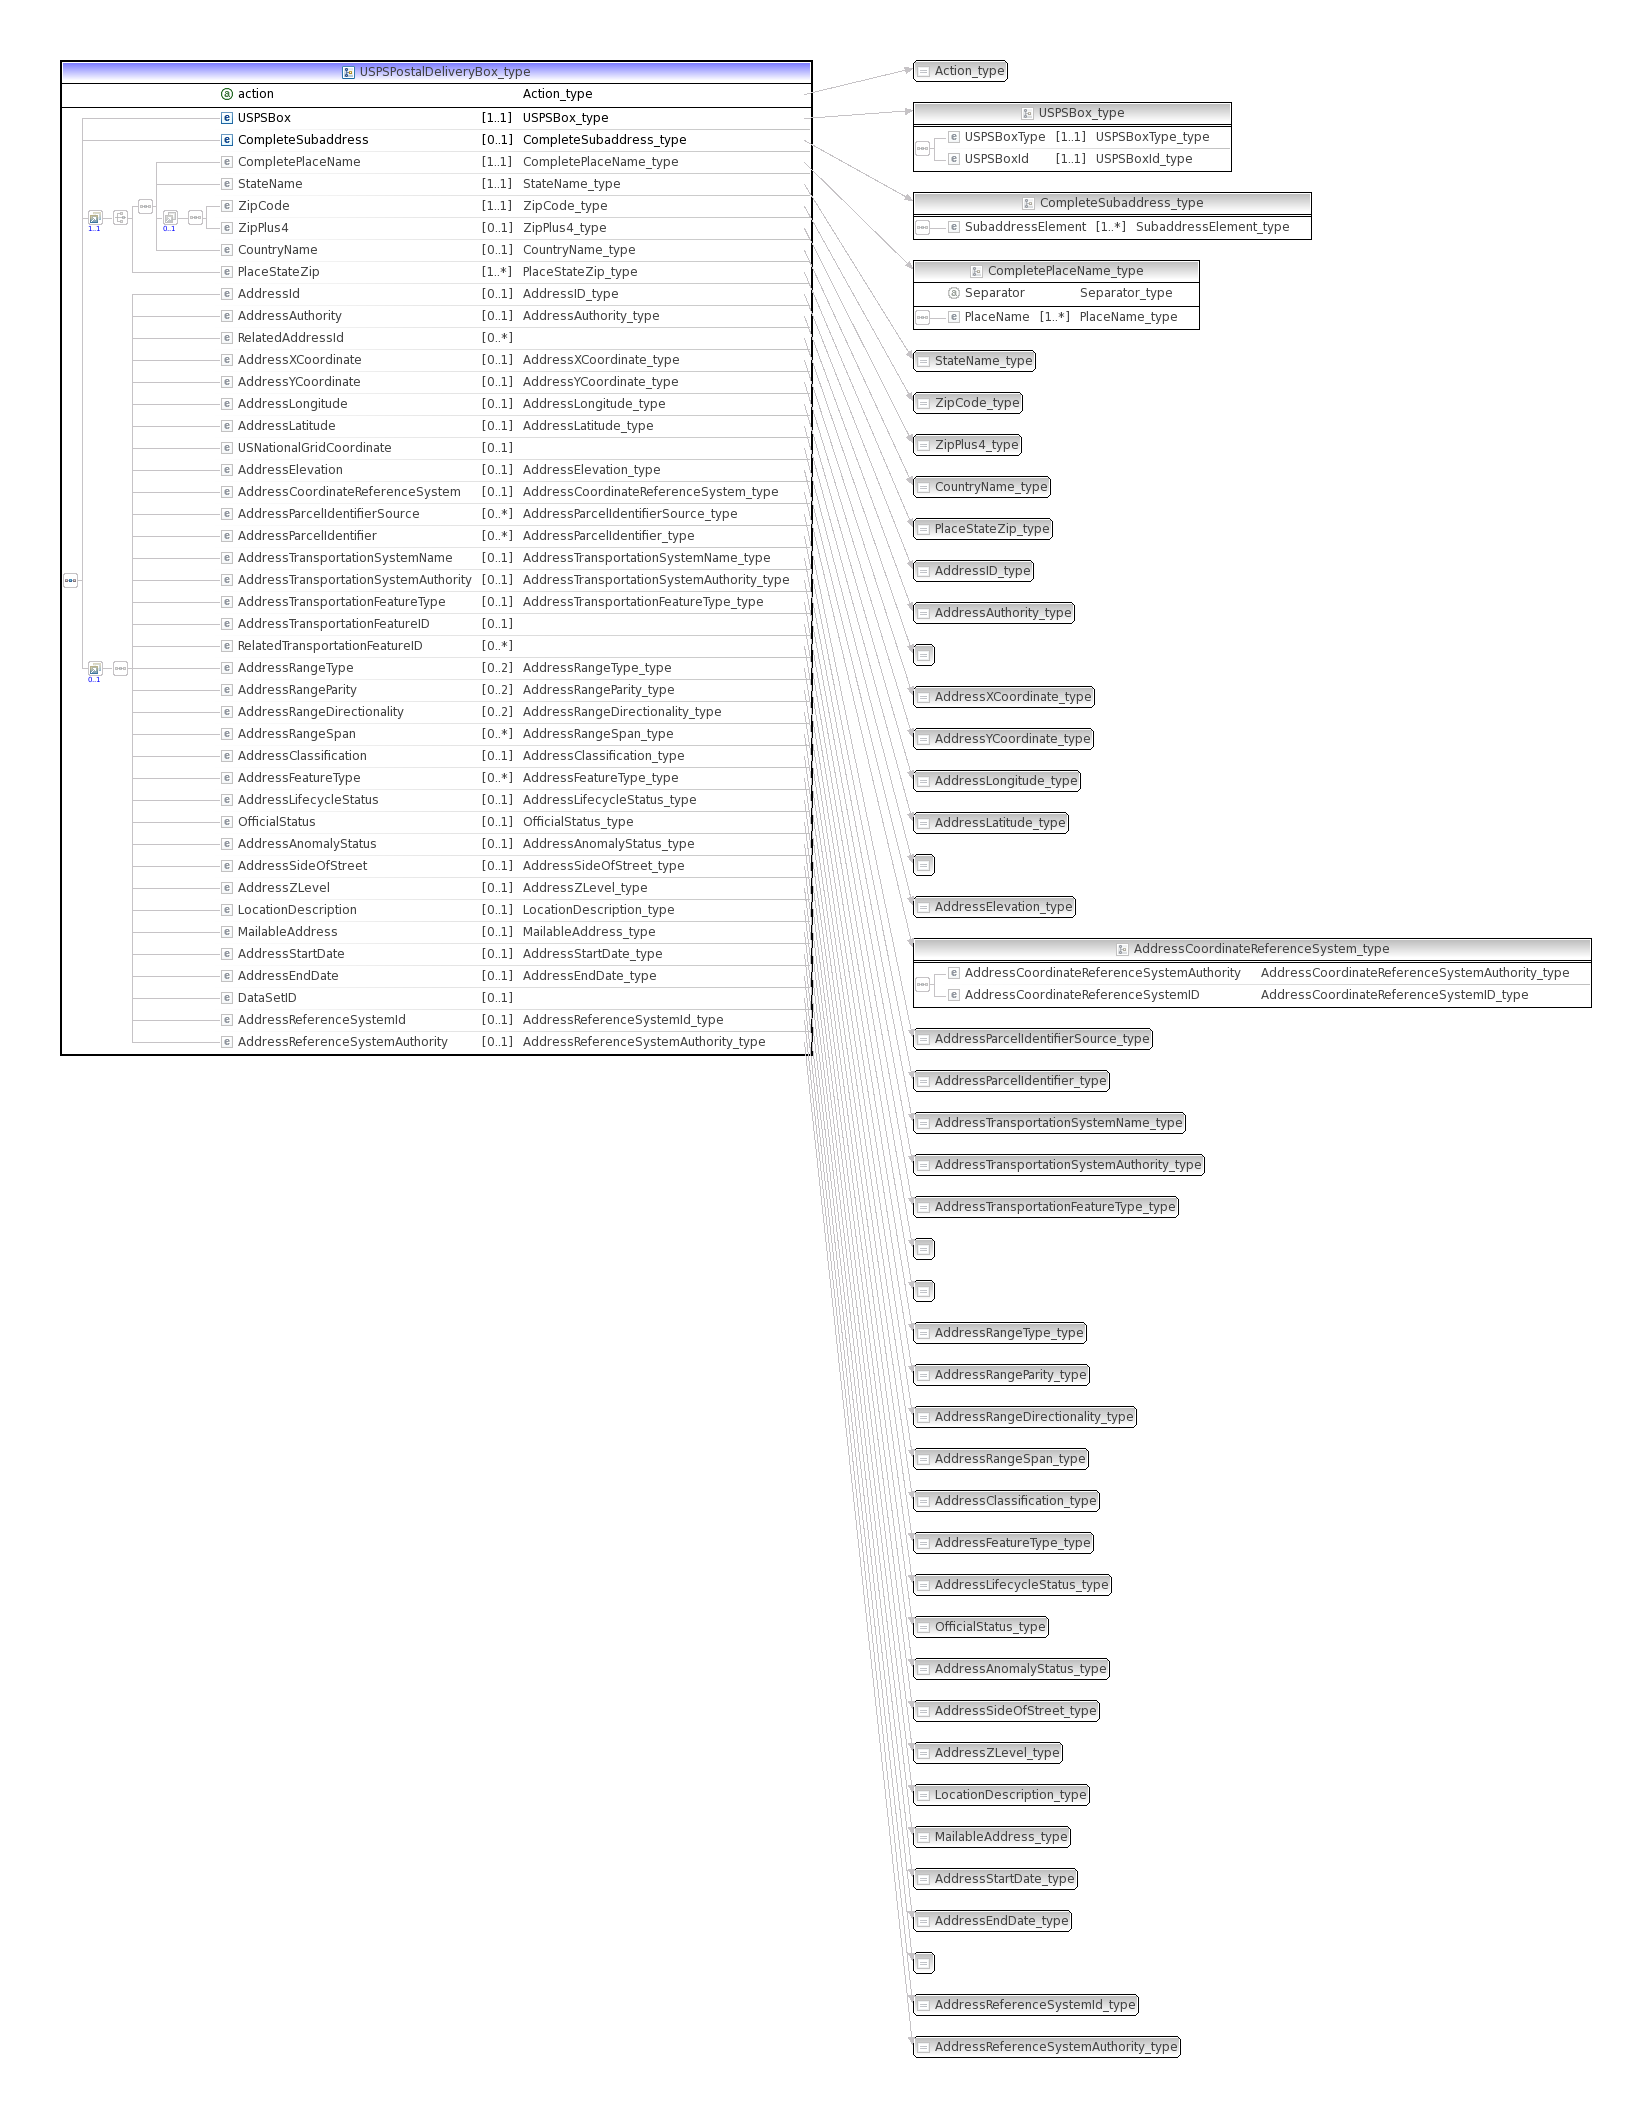 USPSPostalDeliveryBox_type
action Action_type
USPSBox [1..1] USPSBox_type
CompleteSubaddress [0..1] CompleteSubaddress_type
CompletePlaceName [1..1] CompletePlaceName_type
StateName [1..1] StateName_type
ZipCode [1..1] ZipCode_type
ZipPlus4 [0..1] ZipPlus4_type
1..1
0..1
CountryName [0..1] CountryName_type
PlaceStateZip [1..*] PlaceStateZip_type
AddressId [0..1] AddressID_type
AddressAuthority [0..1] AddressAuthority_type
RelatedAddressId [0..*]
AddressXCoordinate [0..1] AddressXCoordinate_type
AddressYCoordinate [0..1] AddressYCoordinate_type
AddressLongitude [0..1] AddressLongitude_type
AddressLatitude [0..1] AddressLatitude_type
USNationalGridCoordinate [0..1]
AddressElevation [0..1] AddressElevation_type
AddressCoordinateReferenceSystem [0..1] AddressCoordinateReferenceSystem_type
AddressParcelIdentifierSource [0..*] AddressParcelIdentifierSource_type
AddressParcelIdentifier [0..*] AddressParcelIdentifier_type
AddressTransportationSystemName [0..1] AddressTransportationSystemName_type
AddressTransportationSystemAuthority [0..1] AddressTransportationSystemAuthority_type
AddressTransportationFeatureType [0..1] AddressTransportationFeatureType_type
AddressTransportationFeatureID [0..1]
RelatedTransportationFeatureID [0..*]
AddressRangeType [0..2] AddressRangeType_type
0..1
AddressRangeParity [0..2] AddressRangeParity_type
AddressRangeDirectionality [0..2] AddressRangeDirectionality_type
AddressRangeSpan [0..*] AddressRangeSpan_type
AddressClassification [0..1] AddressClassification_type
AddressFeatureType [0..*] AddressFeatureType_type
AddressLifecycleStatus [0..1] AddressLifecycleStatus_type
OfficialStatus [0..1] OfficialStatus_type
AddressAnomalyStatus [0..1] AddressAnomalyStatus_type
AddressSideOfStreet [0..1] AddressSideOfStreet_type
AddressZLevel [0..1] AddressZLevel_type
LocationDescription [0..1] LocationDescription_type
MailableAddress [0..1] MailableAddress_type
AddressStartDate [0..1] AddressStartDate_type
AddressEndDate [0..1] AddressEndDate_type
DataSetID [0..1]
AddressReferenceSystemId [0..1] AddressReferenceSystemId_type
AddressReferenceSystemAuthority [0..1] AddressReferenceSystemAuthority_type
Action_type
USPSBox_type
USPSBoxType [1..1] USPSBoxType_type
USPSBoxId [1..1] USPSBoxId_type
CompleteSubaddress_type
SubaddressElement [1..*] SubaddressElement_type
CompletePlaceName_type
Separator Separator_type
PlaceName [1..*] PlaceName_type
StateName_type
ZipCode_type
ZipPlus4_type
CountryName_type
PlaceStateZip_type
AddressID_type
AddressAuthority_type
AddressXCoordinate_type
AddressYCoordinate_type
AddressLongitude_type
AddressLatitude_type
AddressElevation_type
AddressCoordinateReferenceSystem_type
AddressCoordinateReferenceSystemAuthority AddressCoordinateReferenceSystemAuthority_type
AddressCoordinateReferenceSystemID AddressCoordinateReferenceSystemID_type
AddressParcelIdentifierSource_type
AddressParcelIdentifier_type
AddressTransportationSystemName_type
AddressTransportationSystemAuthority_type
AddressTransportationFeatureType_type
AddressRangeType_type
AddressRangeParity_type
AddressRangeDirectionality_type
AddressRangeSpan_type
AddressClassification_type
AddressFeatureType_type
AddressLifecycleStatus_type
OfficialStatus_type
AddressAnomalyStatus_type
AddressSideOfStreet_type
AddressZLevel_type
LocationDescription_type
MailableAddress_type
AddressStartDate_type
AddressEndDate_type
AddressReferenceSystemId_type
AddressReferenceSystemAuthority_type